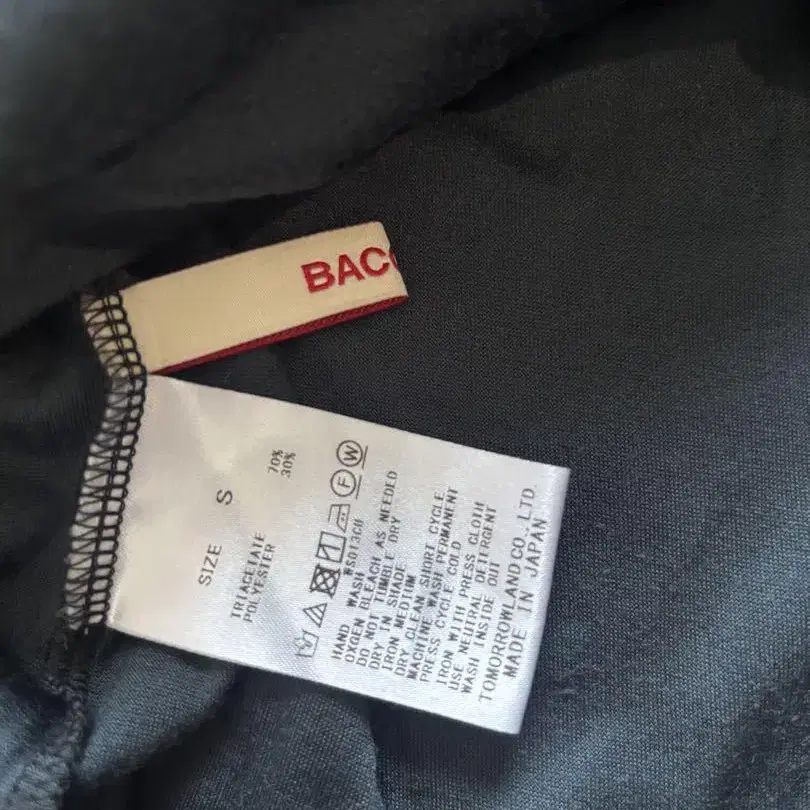 BAC
SIZE S
TRIACETATE 70%
POLYESTER 30%
F W
HAND WASH
OXGEN BLEACH AS NEEDED
DO NOT TUMBLE DRY
DRY IN SHADE
IRON MEDIUM
DRY CLEAN SHORT CYCLE
MACHINE WASH PERMANENT
PRESS CYCLE COLD
IRON WITH PRESS CLOTH
USE NEUTRAL DETERGENT
WASH INSIDE OUT
TOMORROWLAND CO., LTD.
MADE IN JAPAN